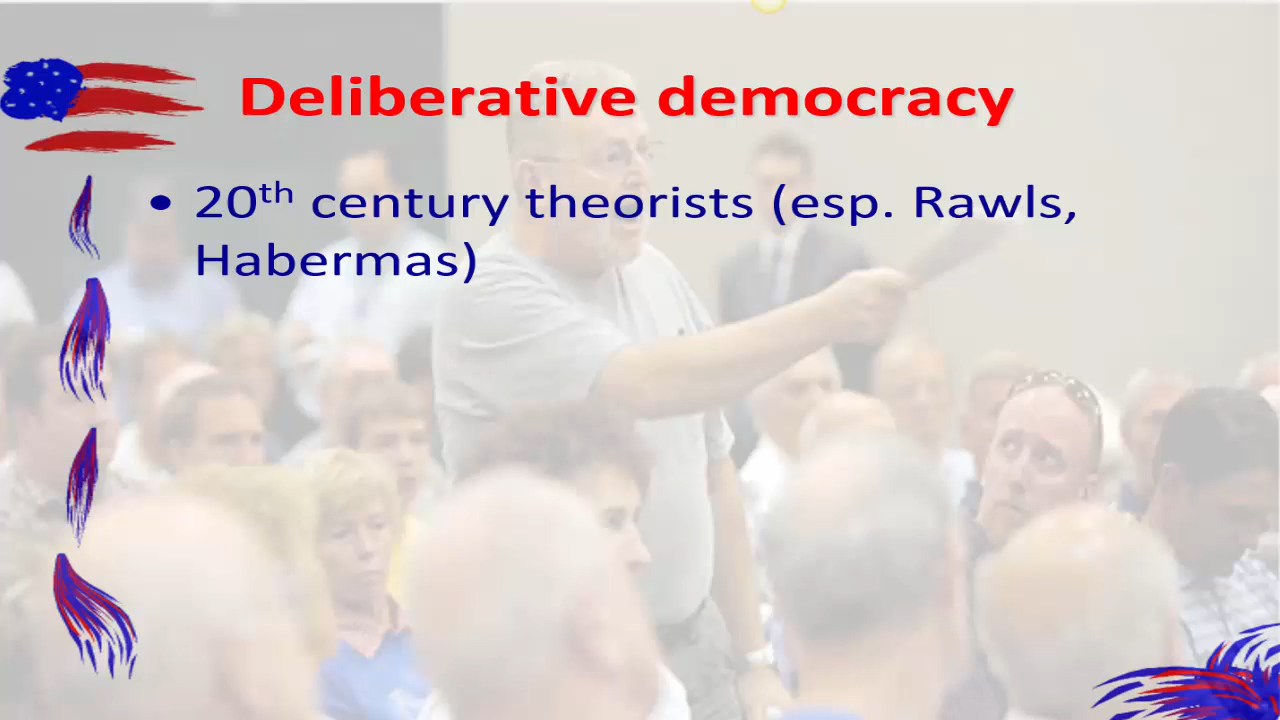 Deliberative democracy
• 20th century theorists (esp. Rawls,
Habermas)